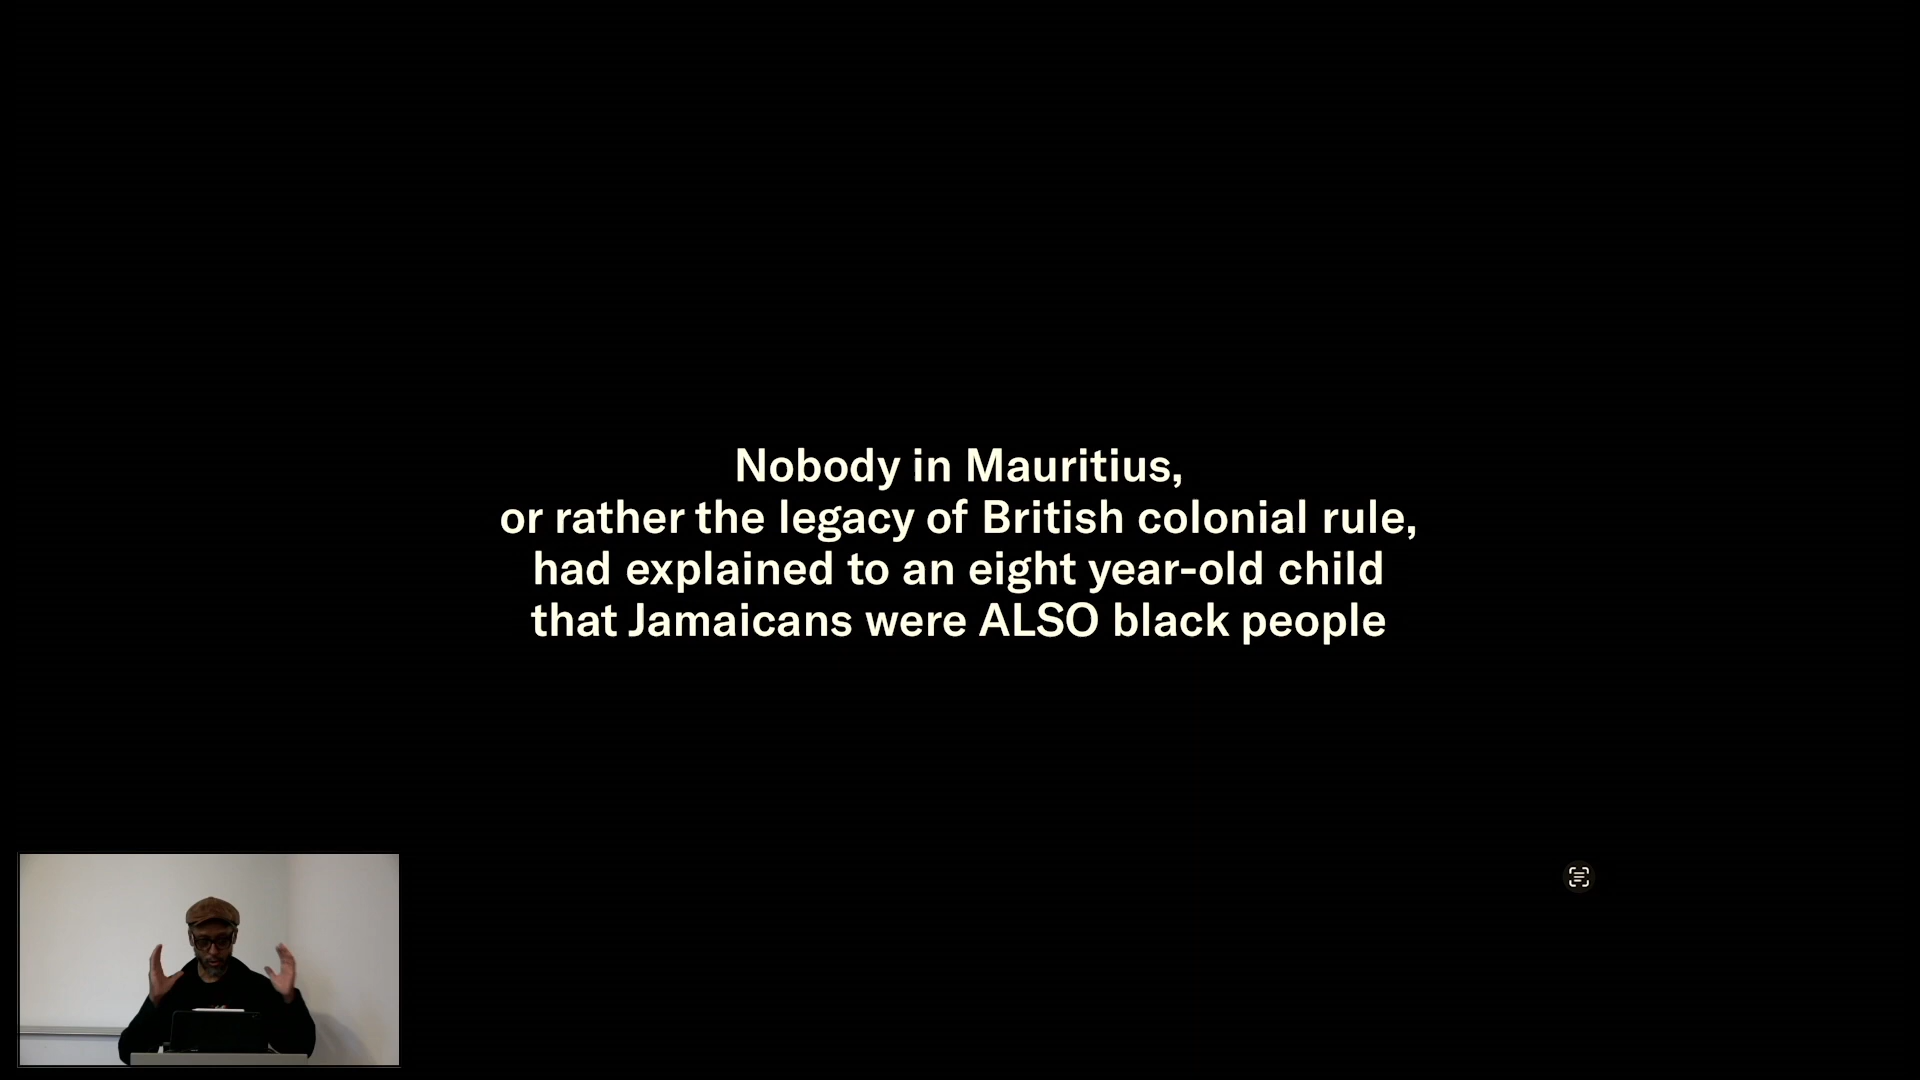 Nobody in Mauritius,
or rather the legacy of British colonial rule,
had explained to an eight year-old child
that Jamaicans were ALSO black people